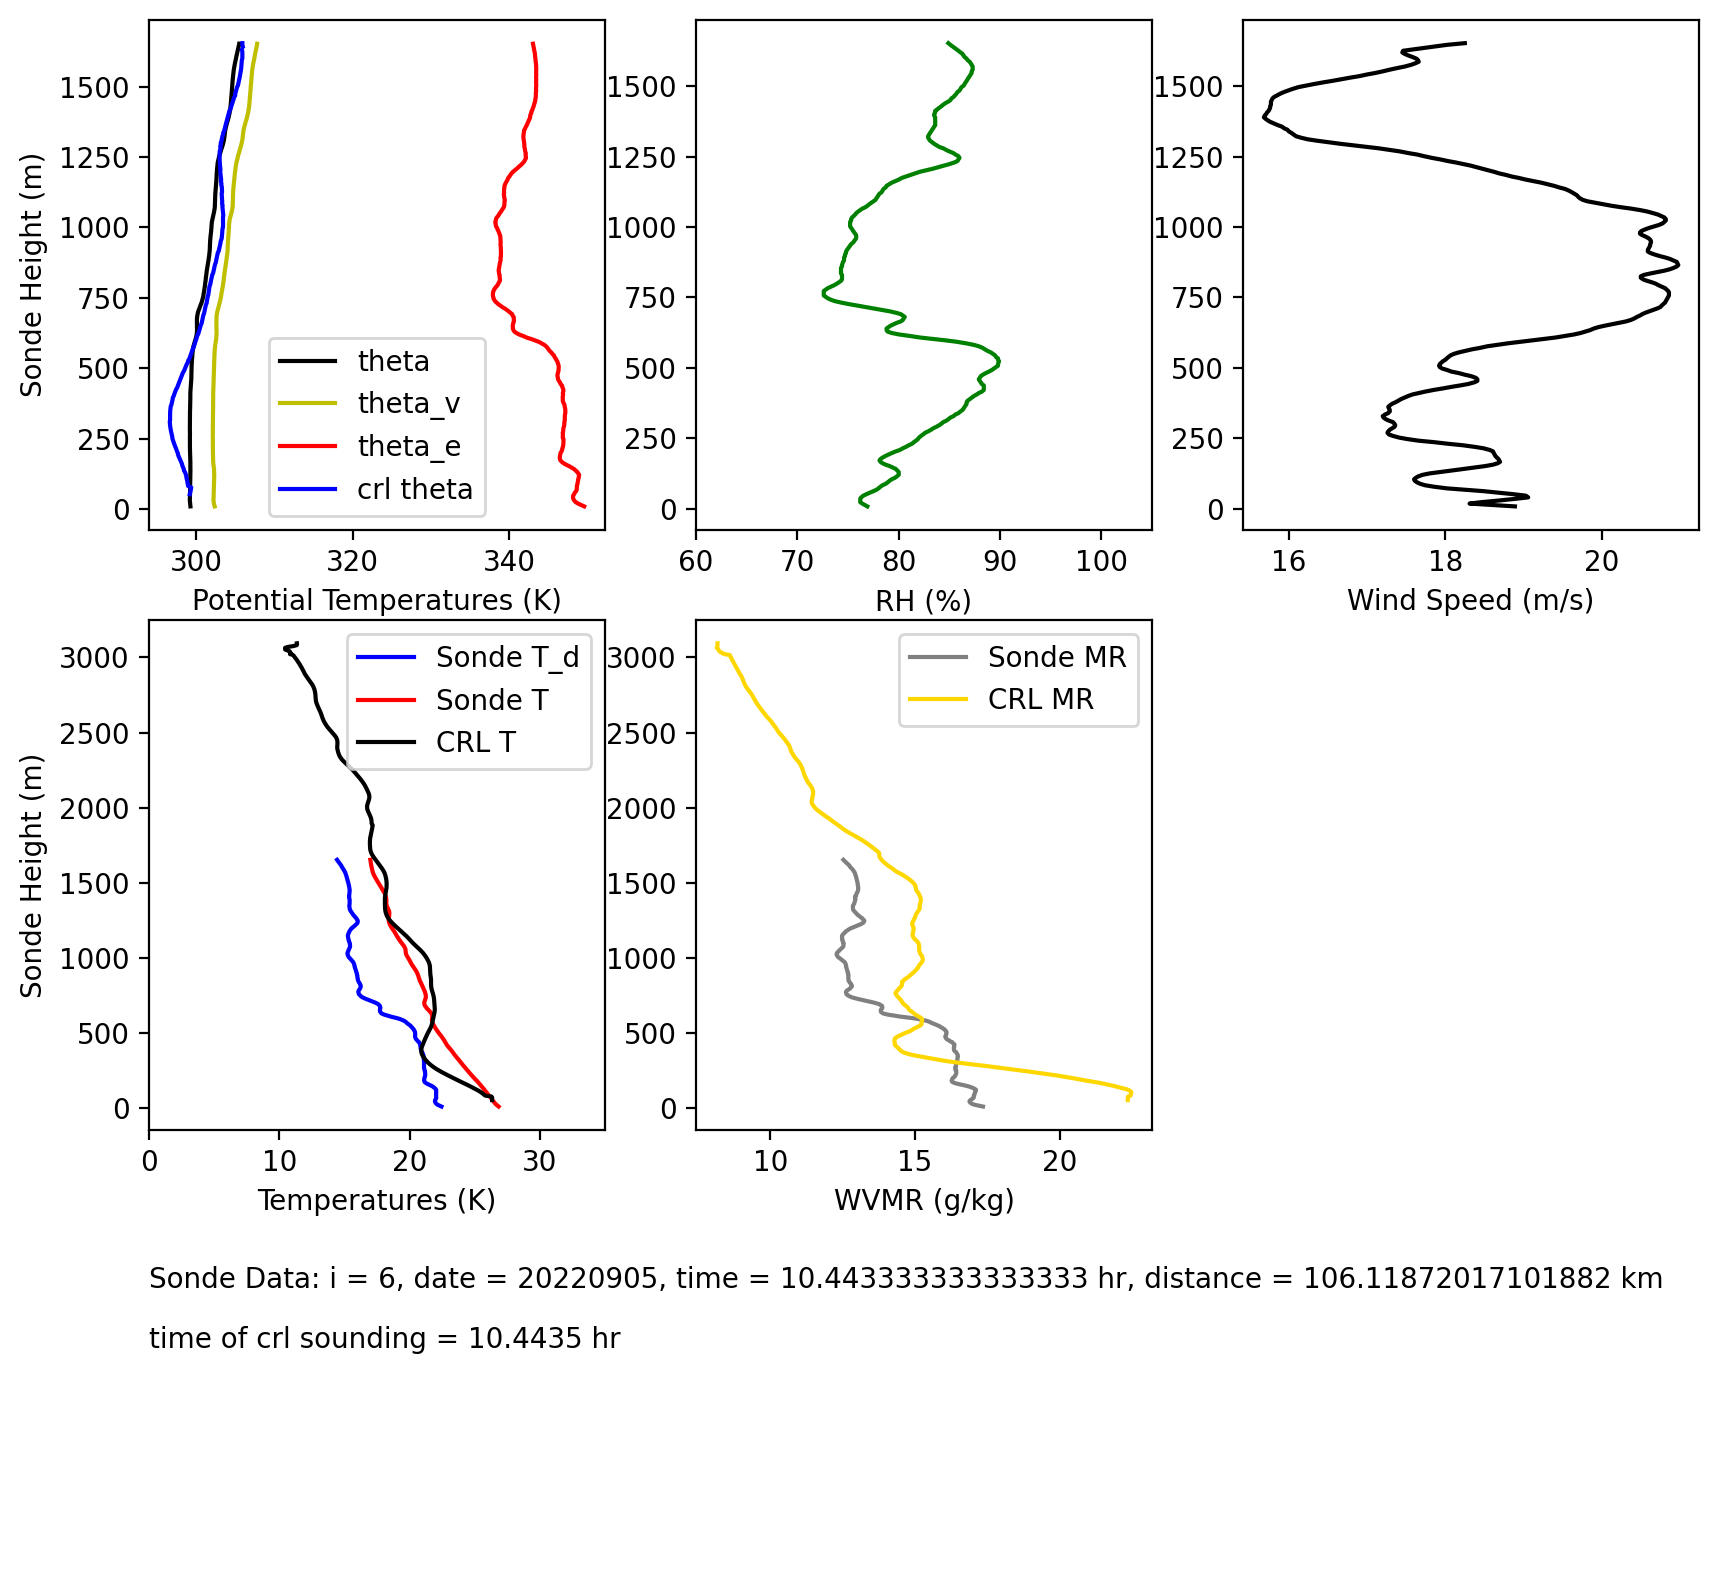 1500
1250
1000
750
500
250
0
Sonde Height (m)
300 320 340
Potential Temperatures (K)
theta
theta_v
theta_e
crl theta
1500
1250
1000
750
500
250
0
60 70 80 90 100
RH (%)
1500
1250
1000
750
500
250
0
16 18 20
Wind Speed (m/s)
3000
2500
2000
1500
1000
500
0
Sonde Height (m)
0 10 20 30
Temperatures (K)
Sonde T_d
Sonde T
CRL T
3000
2500
2000
1500
1000
500
0
10 15 20
WVMR (g/kg)
Sonde MR
CRL MR
Sonde Data: i = 6, date = 20220905, time = 10.443333333333333 hr, distance = 106.11872017101882 km
time of crl sounding = 10.4435 hr